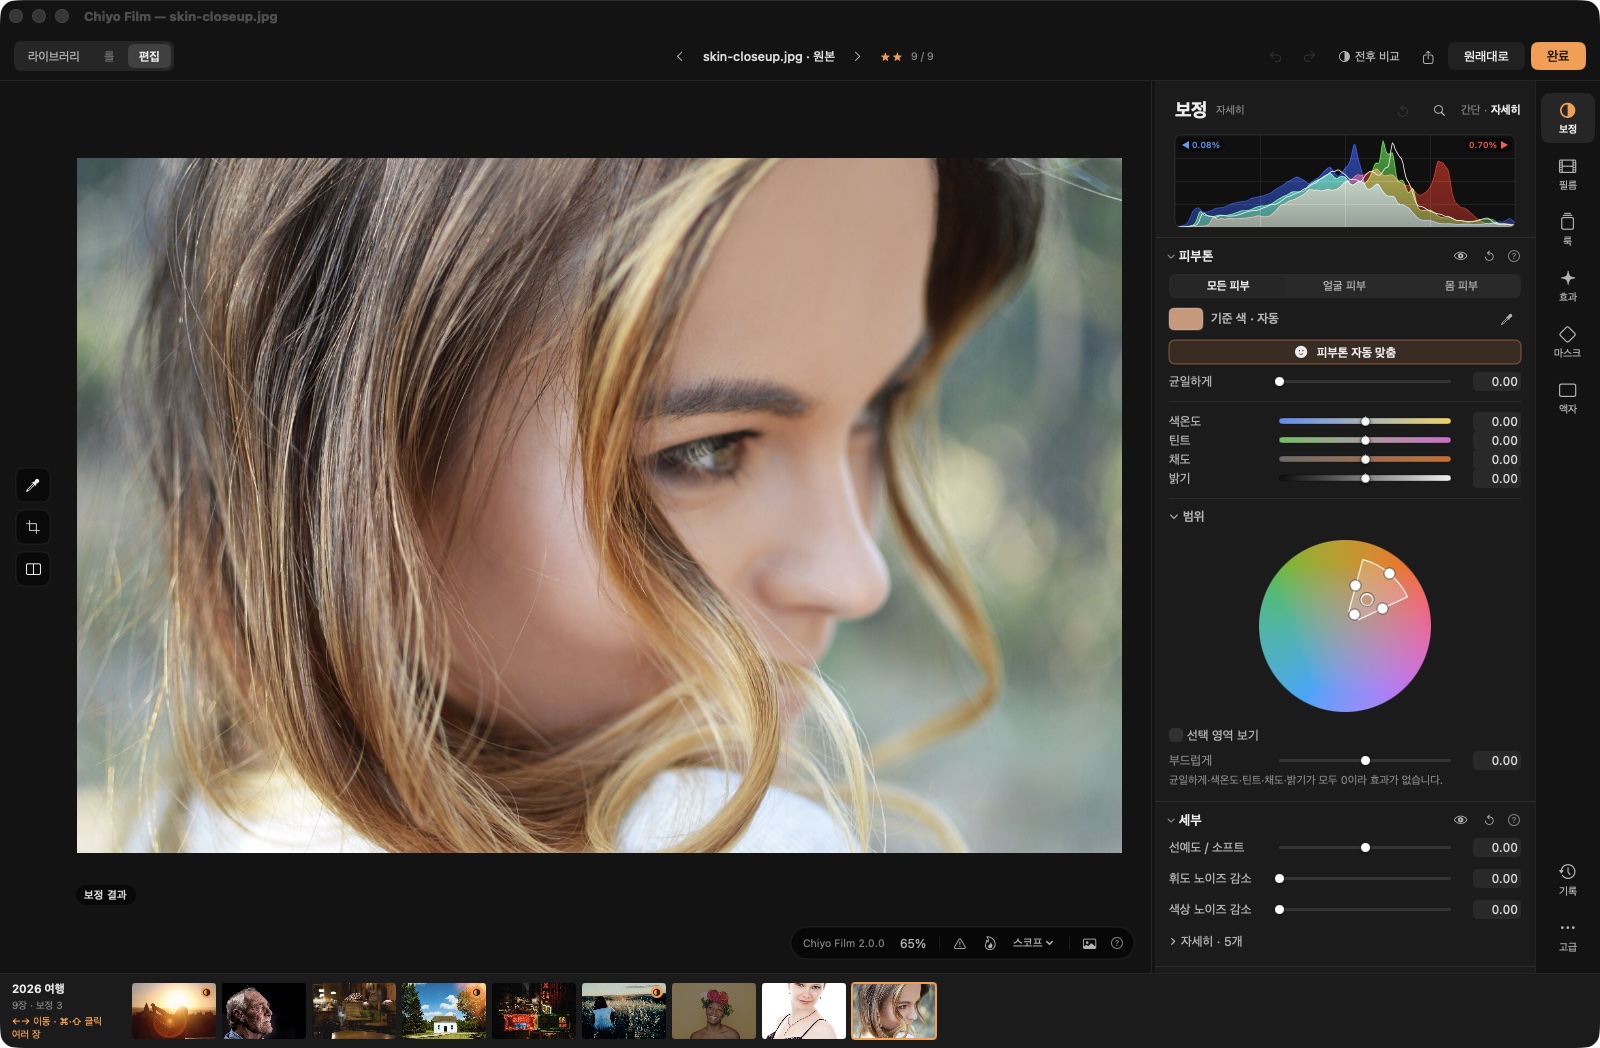 Chiyo Film — skin-closeup.jpg
라이브러리
롤
편집
skin-closeup.jpg · 원본
9 / 9
전후 비교
원래대로
완료
보정 자세히
간단 · 자세히
0.08%
0.70%
피부톤
모든 피부
얼굴 피부
몸 피부
기준 색 · 자동
피부톤 자동 맞춤
균일하게 0.00
색온도 0.00
틴트 0.00
채도 0.00
밝기 0.00
범위
선택 영역 보기
부드럽게 0.00
균일하게·색온도·틴트·채도·밝기가 모두 0이라 효과가 없습니다.
세부
선예도 / 소프트 0.00
휘도 노이즈 감소 0.00
색상 노이즈 감소 0.00
자세히 · 5개
보정
필름
룩
효과
마스크
액자
기록
고급
보정 결과
Chiyo Film 2.0.0
65%
스코프
2026 여행
9장 · 보정 3
←→ 이동 · ⌘·⇧ 클릭
여러 장